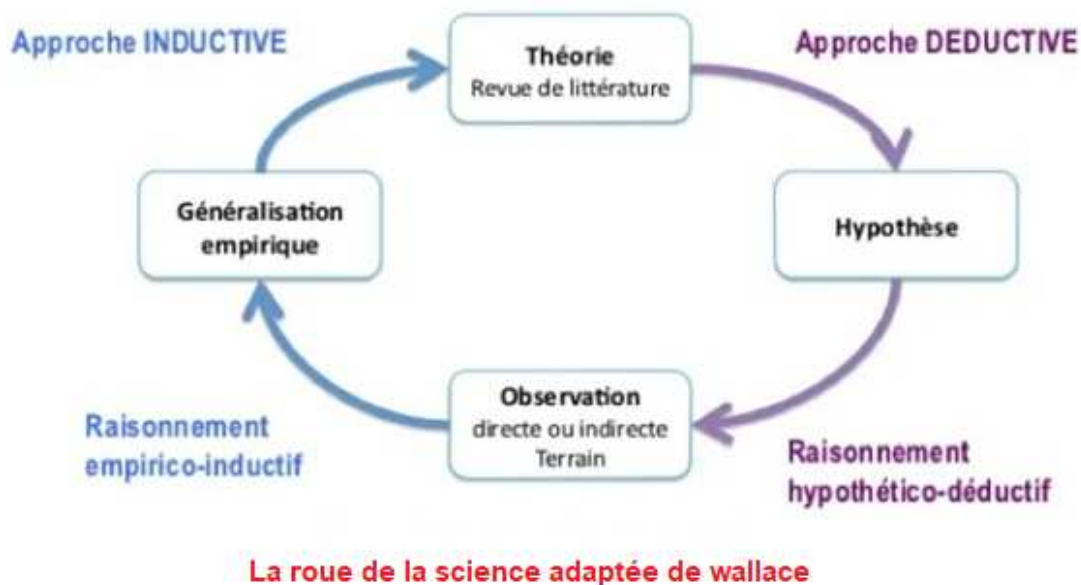 Approche INDUCTIVE
Théorie
Revue de littérature
Approche DEDUCTIVE
Généralisation
empirique
Hypothèse
Observation
directe ou indirecte
Terrain
Raisonnement
empirico-inductif
Raisonnement
hypothético-déductif
La roue de la science adaptée de wallace